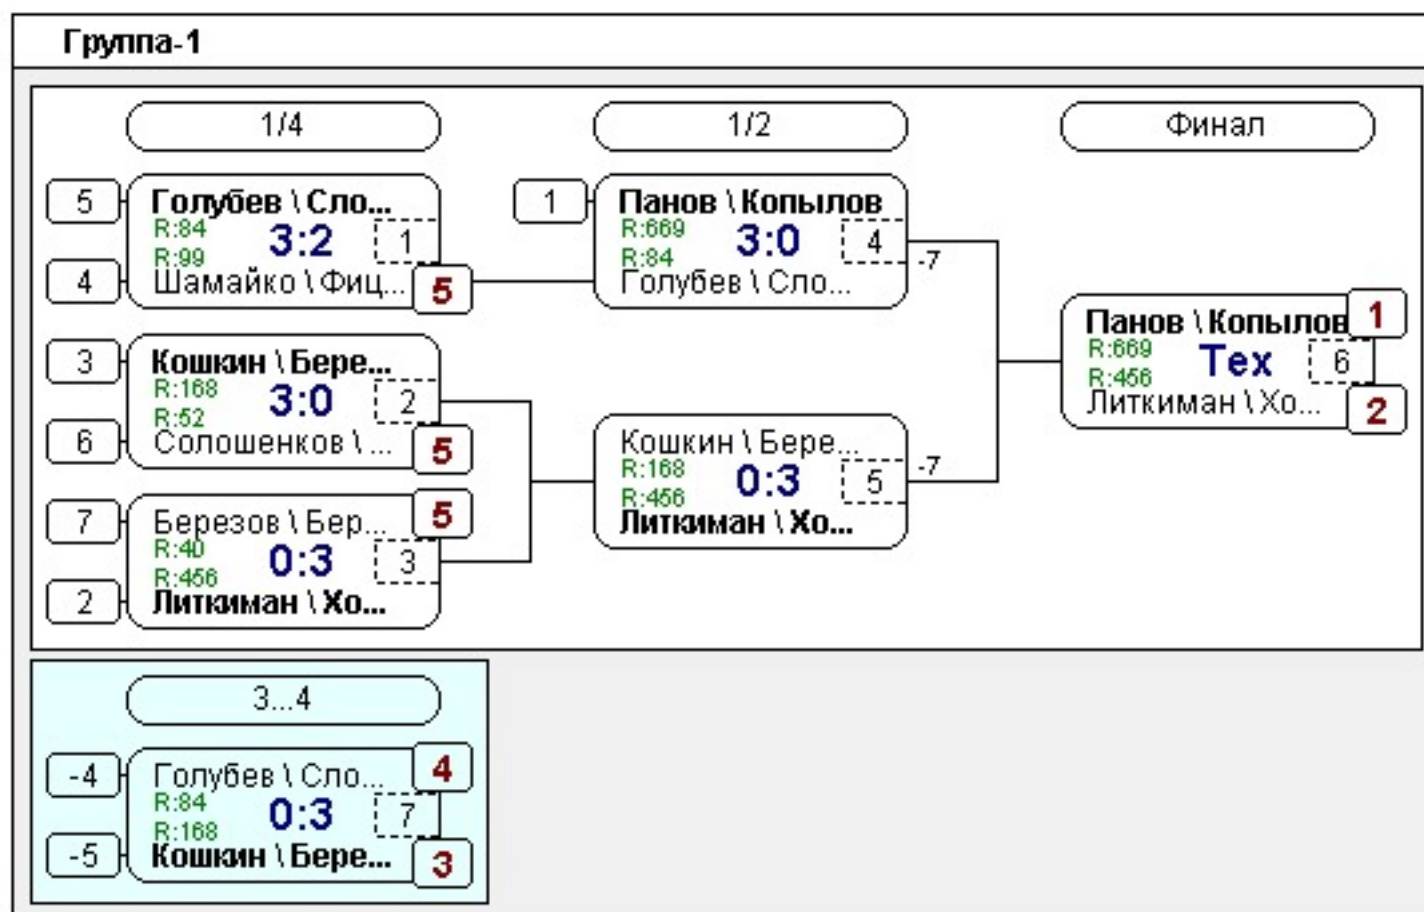 Группа-1
1/4
1/2
Финал
5
Голубев \ Сло...
R:84
3:2
1
R:99
4
Шамайко \ Фиц...
5
1
Панов \ Копылов
R:669
3:0
4
R:84
Голубев \ Сло...
-7
3
Кошкин \ Бере...
R:168
3:0
2
R:52
6
Солошенков \ ...
5
Панов \ Копылов
1
R:669
Тех
6
R:456
Литкиман \ Хо...
2
7
Березов \ Бер...
5
R:40
0:3
3
R:456
2
Литкиман \ Хо...
Кошкин \ Бере...
R:168
0:3
5
R:456
Литкиман \ Хо...
-7
3...4
-4
Голубев \ Сло...
4
R:84
0:3
7
R:168
-5
Кошкин \ Бере...
3